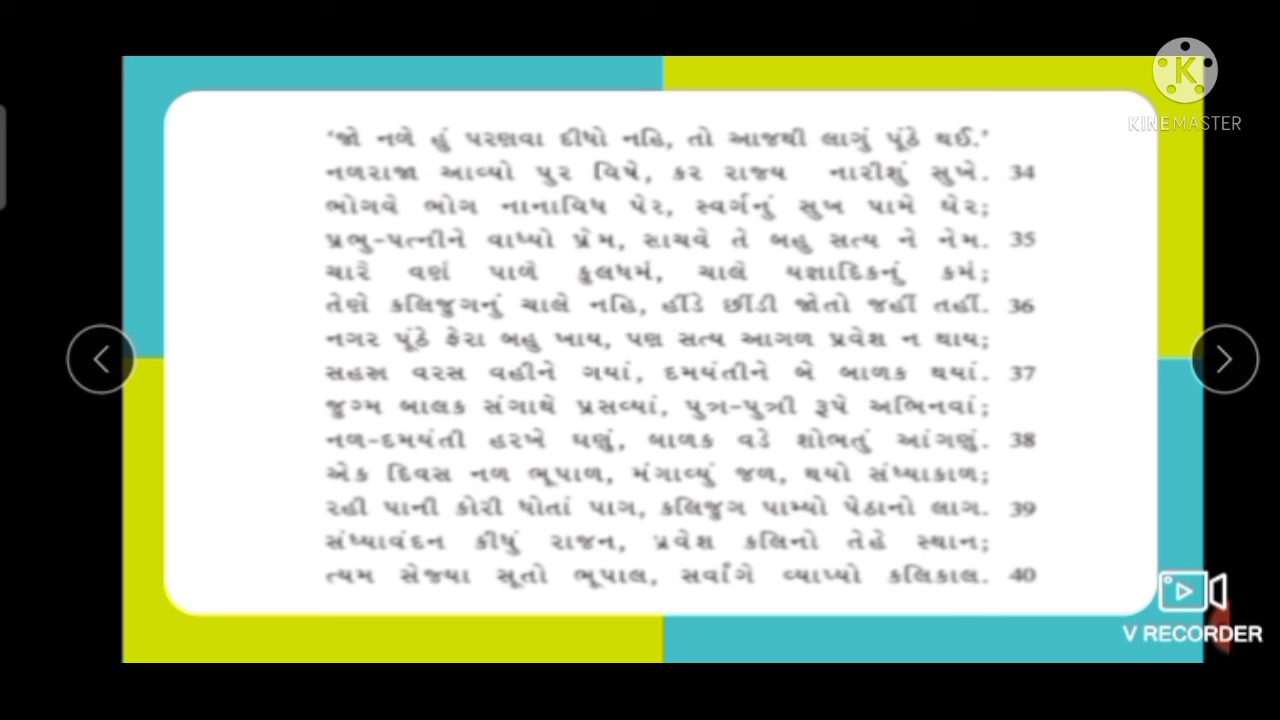 ‘જો નળે હું પરણવા દીધો નહિ, તો આજથી લાગું પૂંઠે થઈ.’
નળરાજા આવ્યો પુર વિષે, કર રાજ્ય નારીશું સુખે. 34
ભોગવે ભોગ નાનાવિધ પેર, સ્વર્ગનું સુખ પામે ઘેર;
પ્રભુ-પત્નીને વાધ્યો પ્રેમ, સાચવે તે બહુ સત્ય ને નેમ. 35
ચારે વર્ણ પાળે કુલધર્મ, ચાલે યજ્ઞાદિકનું કર્મ;
તેણે કલિજુગનું ચાલે નહિ, હીંડે છીંડી જોતો જહીં તહીં. 36
નગર પૂંઠે ફેરા બહુ ખાય, પણ સત્ય આગળ પ્રવેશ ન થાય;
સહસ્ર વરસ વહીને ગયાં, દમયંતીને બે બાળક થયાં. 37
જુગ્મ બાલક સંગાથે પ્રસવ્યાં, પુત્ર-પુત્રી રૂપે અભિનવાં;
નળ-દમયંતી હરખે ઘણું, બાળક વડે શોભતું આંગણું. 38
એક દિવસ નળ ભૂપાળ, મંગાવ્યું જળ, થયો સંધ્યાકાળ;
રહી પાની કોરી ધોતાં પાગ, કલિજુગ પામ્યો પેઠાનો લાગ. 39
સંધ્યાવંદન કીધું રાજન, પ્રવેશ કલિનો તેહે સ્થાન;
ત્યમ સેજ્યા સૂતો ભૂપાલ, સર્વાંગે વ્યાપ્યો કલિકાલ. 40
K
KINEMASTER
V RECORDER